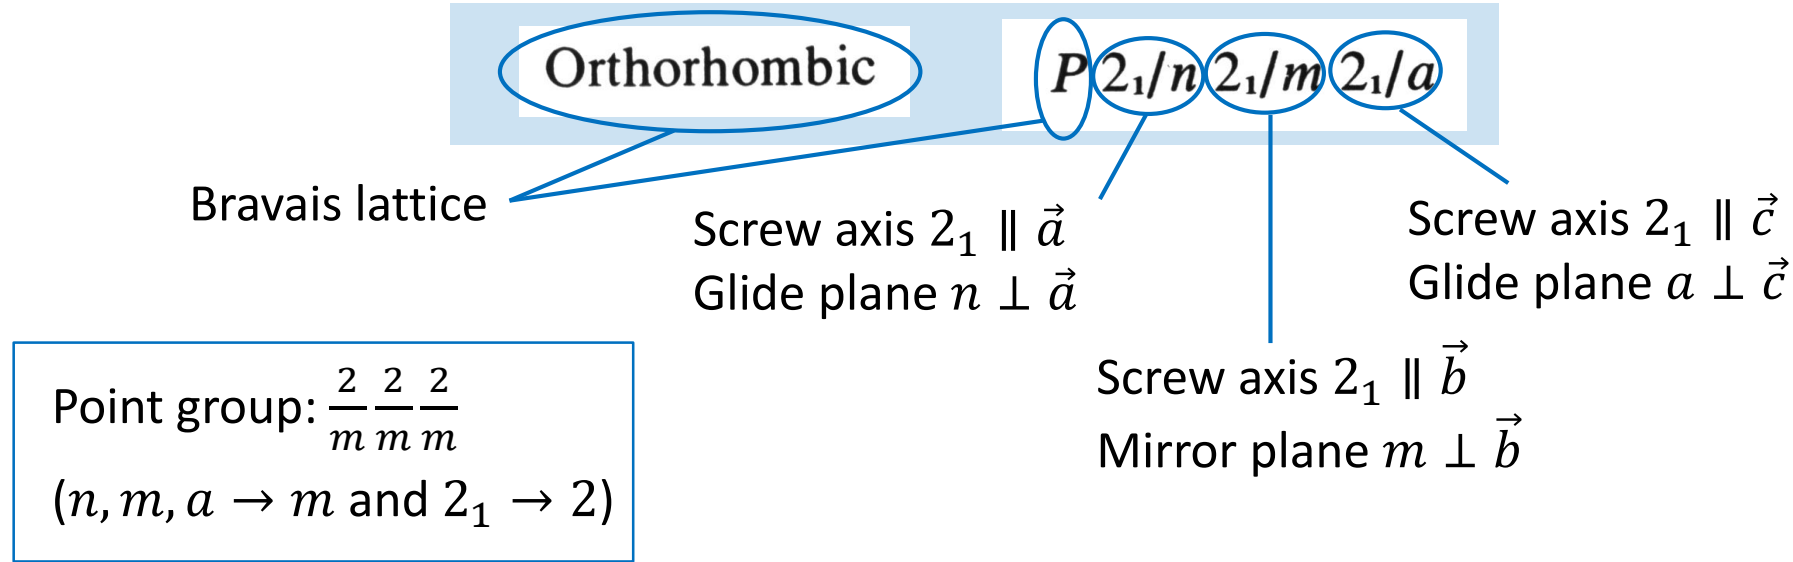 Orthorhombic P 2₁/n 2₁/m 2₁/a
Bravais lattice
Screw axis 2₁ ∥ a⃗
Glide plane n ⊥ a⃗
Screw axis 2₁ ∥ c⃗
Glide plane a ⊥ c⃗
Screw axis 2₁ ∥ b⃗
Mirror plane m ⊥ b⃗
Point group: 2/m 2/m 2/m
(n, m, a → m and 2₁ → 2)